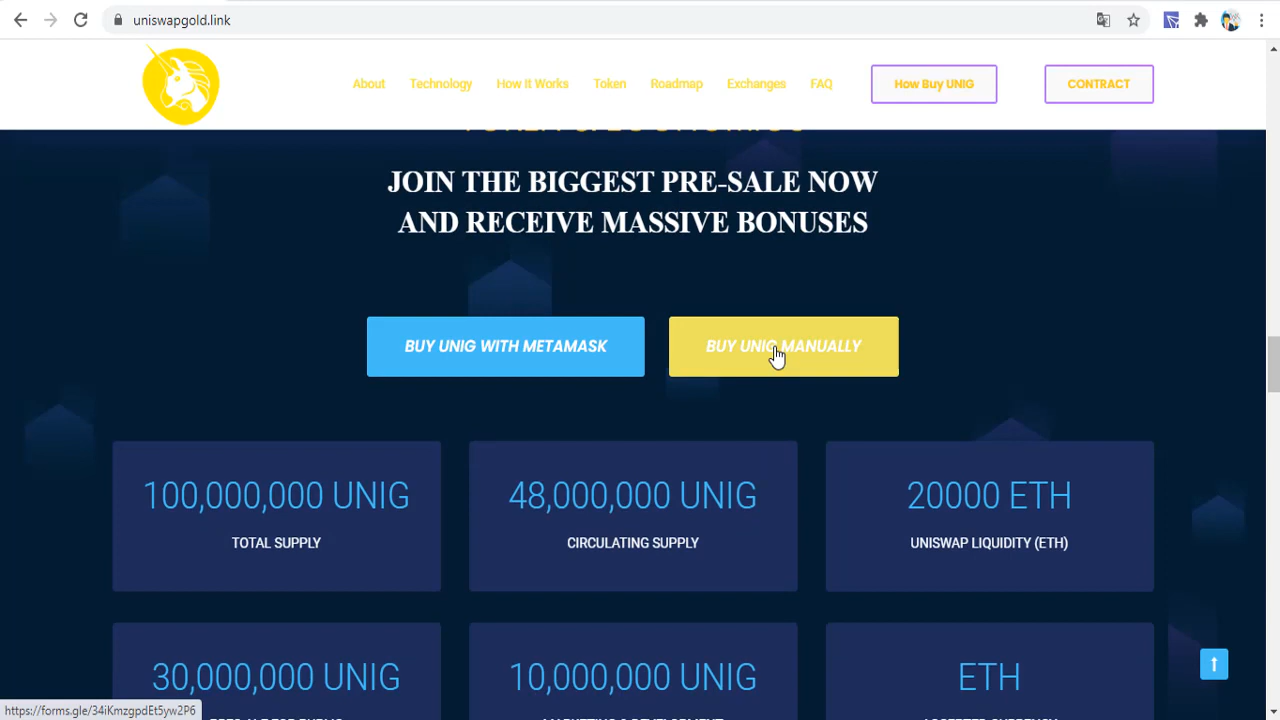 uniswapgold.link
About Technology How It Works Token Roadmap Exchanges FAQ How Buy UNIG CONTRACT
JOIN THE BIGGEST PRE-SALE NOW
AND RECEIVE MASSIVE BONUSES
BUY UNIG WITH METAMASK BUY UNIG MANUALLY
100,000,000 UNIG 48,000,000 UNIG 20000 ETH
TOTAL SUPPLY CIRCULATING SUPPLY UNISWAP LIQUIDITY (ETH)
30,000,000 UNIG 10,000,000 UNIG ETH
https://forms.gle/34iKmzgpdEt5yw2P6